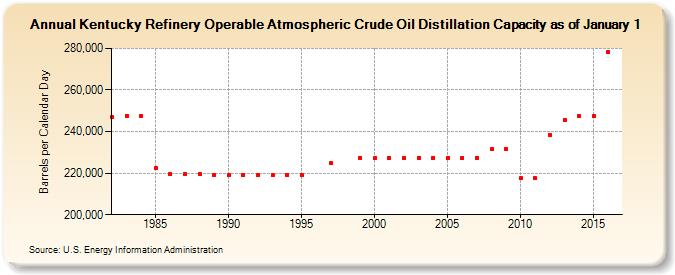 Annual Kentucky Refinery Operable Atmospheric Crude Oil Distillation Capacity as of January 1
Barrels per Calendar Day
280,000
260,000
240,000
220,000
200,000
1985 1990 1995 2000 2005 2010 2015
Source: U.S. Energy Information Administration